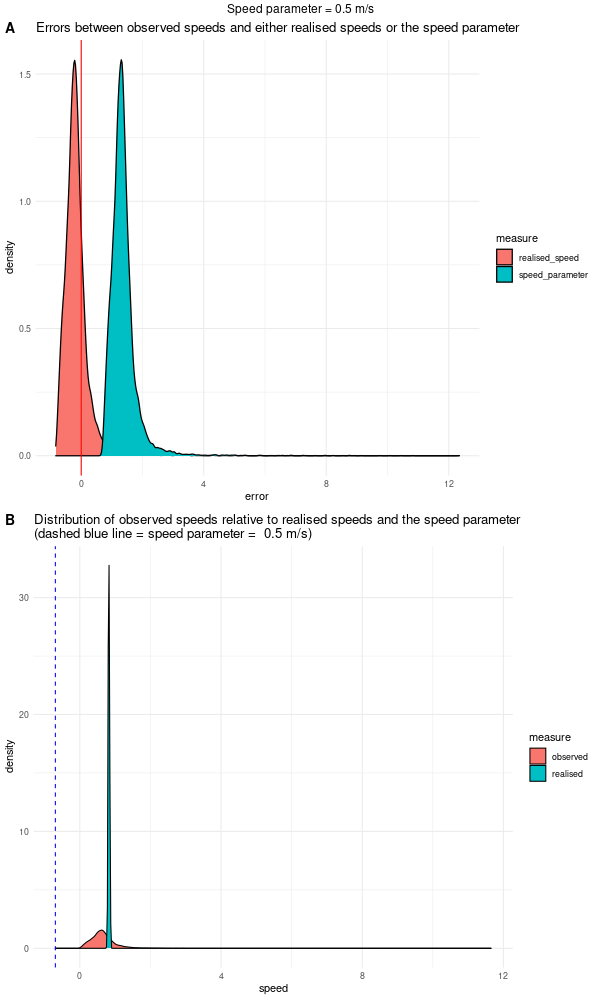 Speed parameter = 0.5 m/s
A
Errors between observed speeds and either realised speeds or the speed parameter
density
1.5
1.0
0.5
0.0
0
4
8
12
error
measure
realised_speed
speed_parameter
B
Distribution of observed speeds relative to realised speeds and the speed parameter
(dashed blue line = speed parameter =  0.5 m/s)
density
30
20
10
0
0
4
8
12
speed
measure
observed
realised